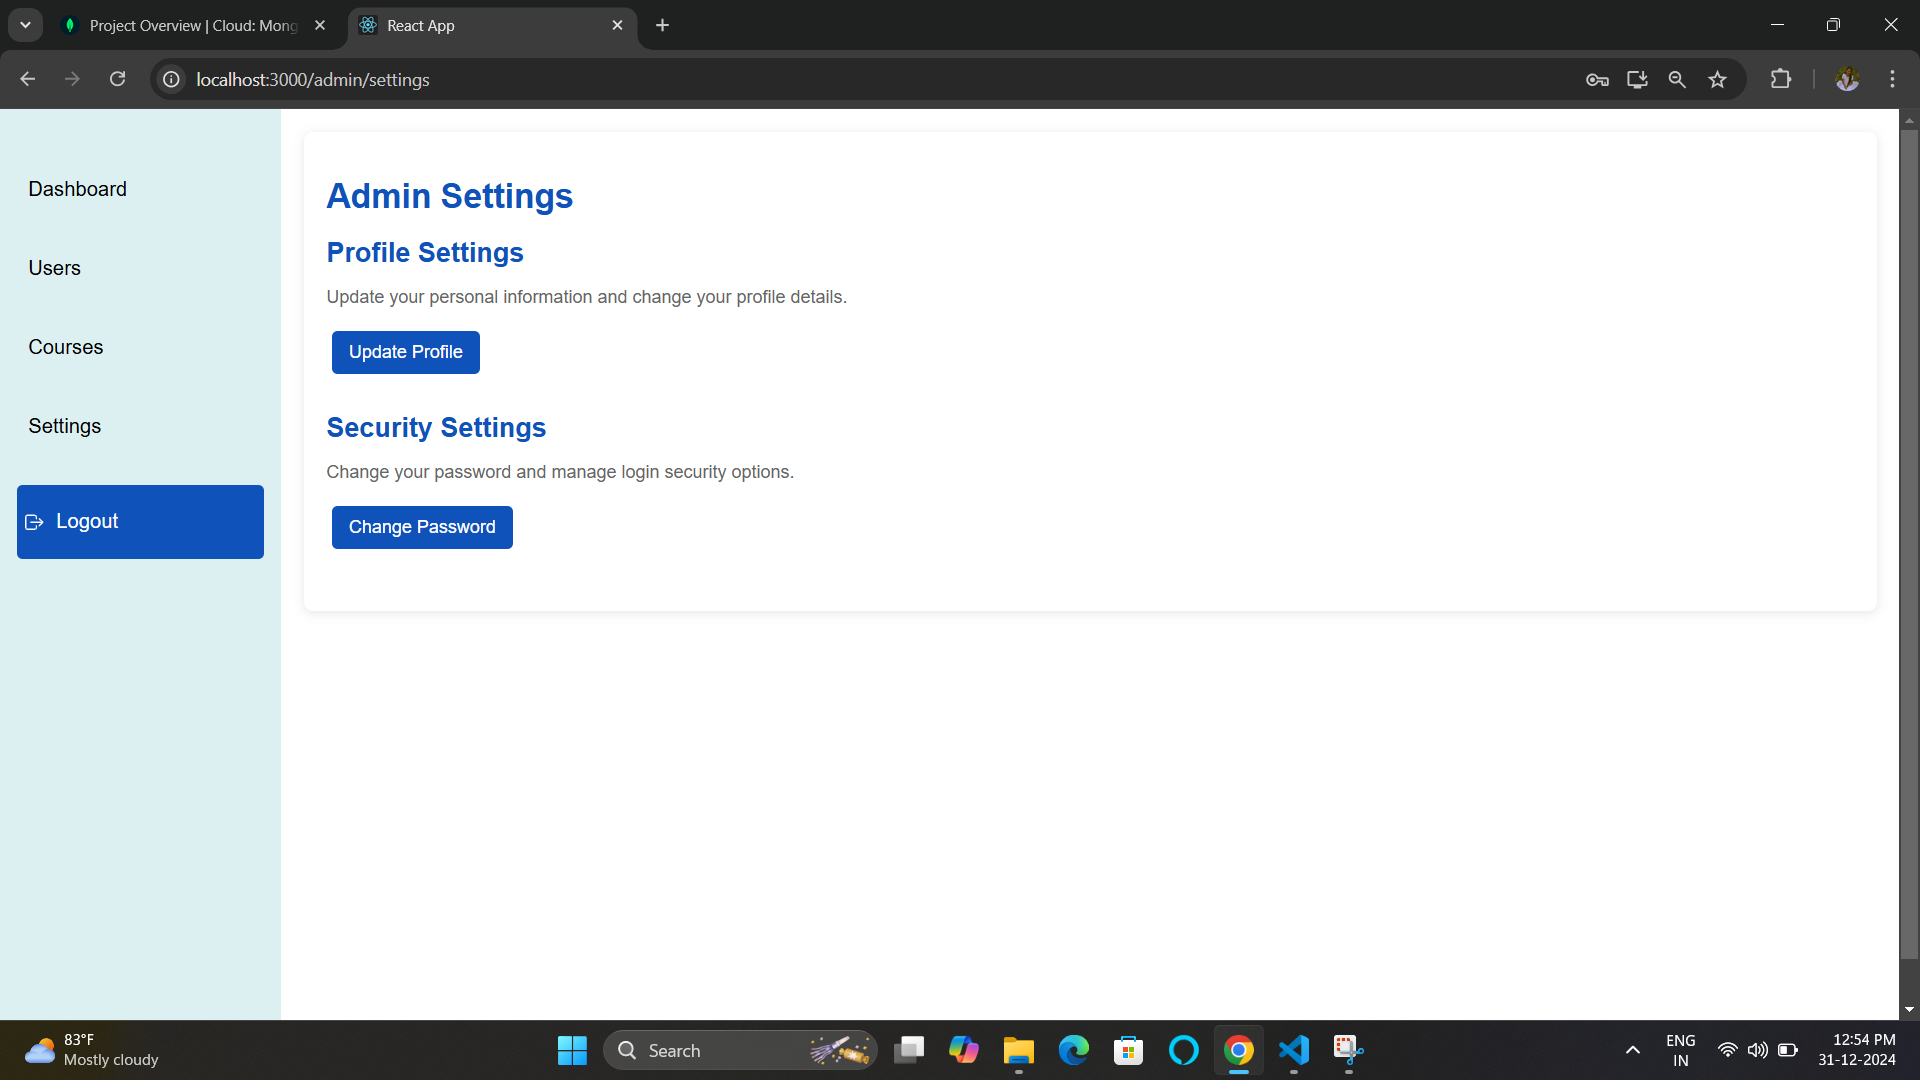 Project Overview | Cloud: Mong
React App
localhost:3000/admin/settings
Dashboard
Users
Courses
Settings
Logout
Admin Settings
Profile Settings
Update your personal information and change your profile details.
Update Profile
Security Settings
Change your password and manage login security options.
Change Password
83°F
Mostly cloudy
Search
ENG
IN
12:54 PM
31-12-2024